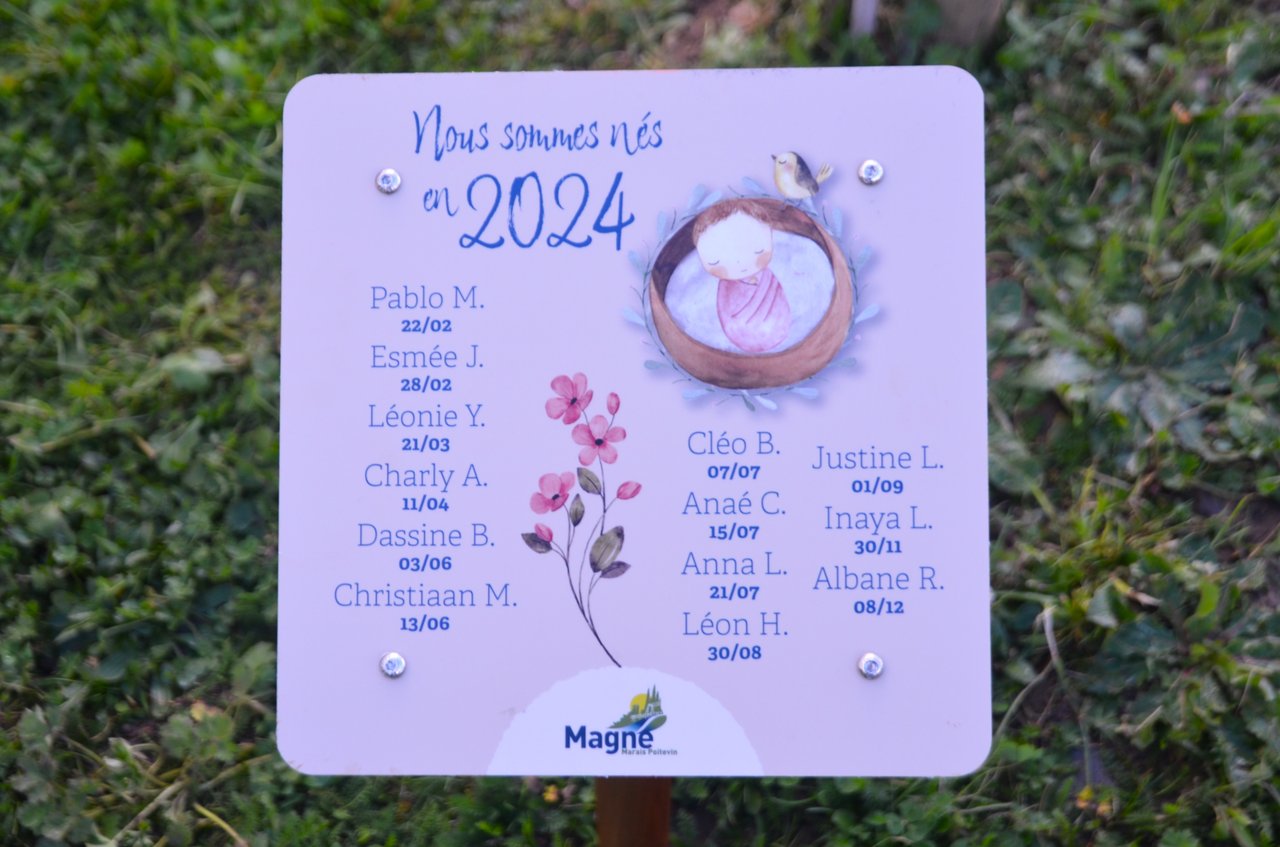 Nous sommes nés
en 2024
Pablo M.
22/02
Esmée J.
28/02
Léonie Y.
21/03
Charly A.
11/04
Dassine B.
03/06
Christiaan M.
13/06
Cléo B.
07/07
Anaé C.
15/07
Anna L.
21/07
Léon H.
30/08
Justine L.
01/09
Inaya L.
30/11
Albane R.
08/12
Magné
Marais Poitevin